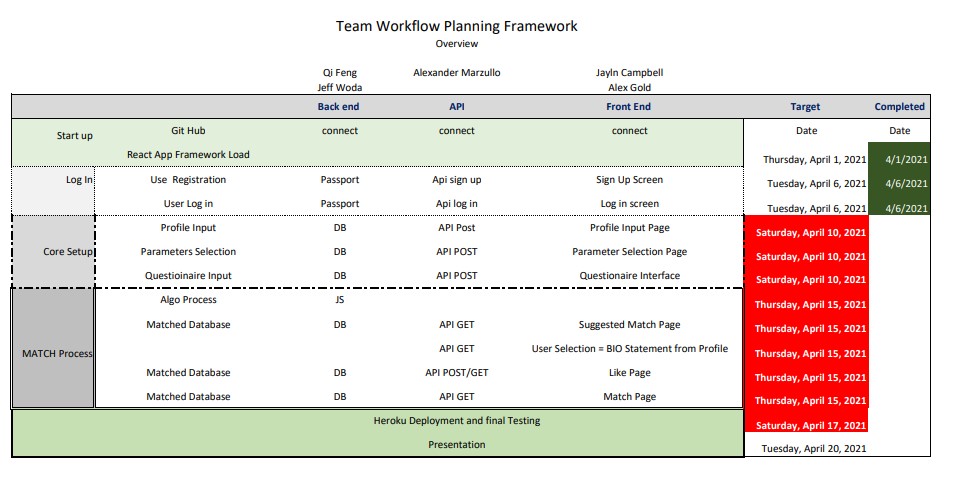 Team Workflow Planning Framework
Overview
Qi Feng Alexander Marzullo Jayln Campbell
Jeff Woda Alex Gold
Back end API Front End Target Completed
Start up Git Hub connect connect connect Date Date
React App Framework Load Thursday, April 1, 2021 4/1/2021
Log In Use Registration Passport Api sign up Sign Up Screen Tuesday, April 6, 2021 4/6/2021
User Log in Passport Api log in Log in screen Tuesday, April 6, 2021 4/6/2021
Profile Input DB API Post Profile Input Page Saturday, April 10, 2021
Core Setup Parameters Selection DB API POST Parameter Selection Page Saturday, April 10, 2021
Questioinaire Input DB API POST Questionaire Interface Saturday, April 10, 2021
Algo Process JS Thursday, April 15, 2021
Matched Database DB API GET Suggested Match Page Thursday, April 15, 2021
MATCH Process API GET User Selection = BIO Statement from Profile Thursday, April 15, 2021
Matched Database DB API POST/GET Like Page Thursday, April 15, 2021
Matched Database DB API GET Match Page Thursday, April 15, 2021
Heroku Deployment and final Testing Saturday, April 17, 2021
Presentation Tuesday, April 20, 2021